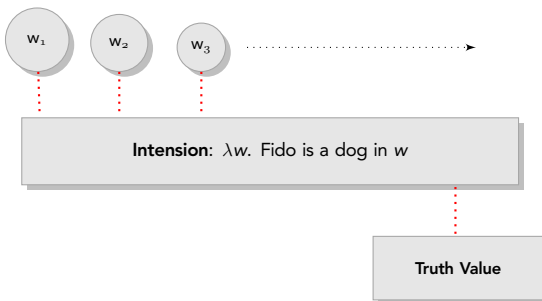 w₁ w₂ w₃
Intension: λw. Fido is a dog in w
Truth Value